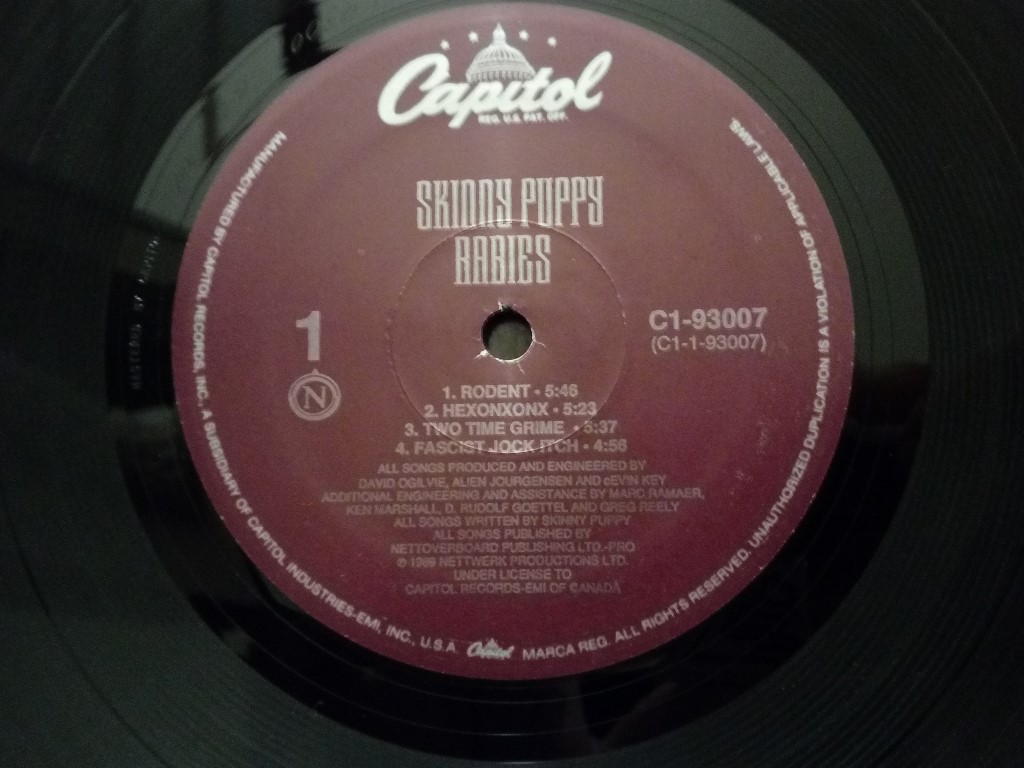 Capitol
REG. U.S. PAT. OFF.
SKINNY PUPPY
RABIES
1
N
C1-93007
(C1-1-93007)
1. RODENT • 5:46
2. HEXONXONX • 5:23
3. TWO TIME GRIME • 5:37
4. FASCIST JOCK ITCH • 4:56
ALL SONGS PRODUCED AND ENGINEERED BY
DAVID OGILVIE, ALIEN JOURGENSEN AND cEVIN KEY
ADDITIONAL ENGINEERING AND ASSISTANCE BY MARC RAMAER,
KEN MARSHALL, D. RUDOLF GOETTEL AND GREG REELY
ALL SONGS WRITTEN BY SKINNY PUPPY
ALL SONGS PUBLISHED BY
NETTOVERBOARD PUBLISHING LTD.-PRO
℗ 1989 NETTWERK PRODUCTIONS LTD.
UNDER LICENSE TO
CAPITOL RECORDS-EMI OF CANADA
MANUFACTURED BY CAPITOL RECORDS, INC., A SUBSIDIARY OF CAPITOL INDUSTRIES-EMI, INC., U.S.A. Capitol MARCA REG. ALL RIGHTS RESERVED. UNAUTHORIZED DUPLICATION IS A VIOLATION OF APPLICABLE LAWS.